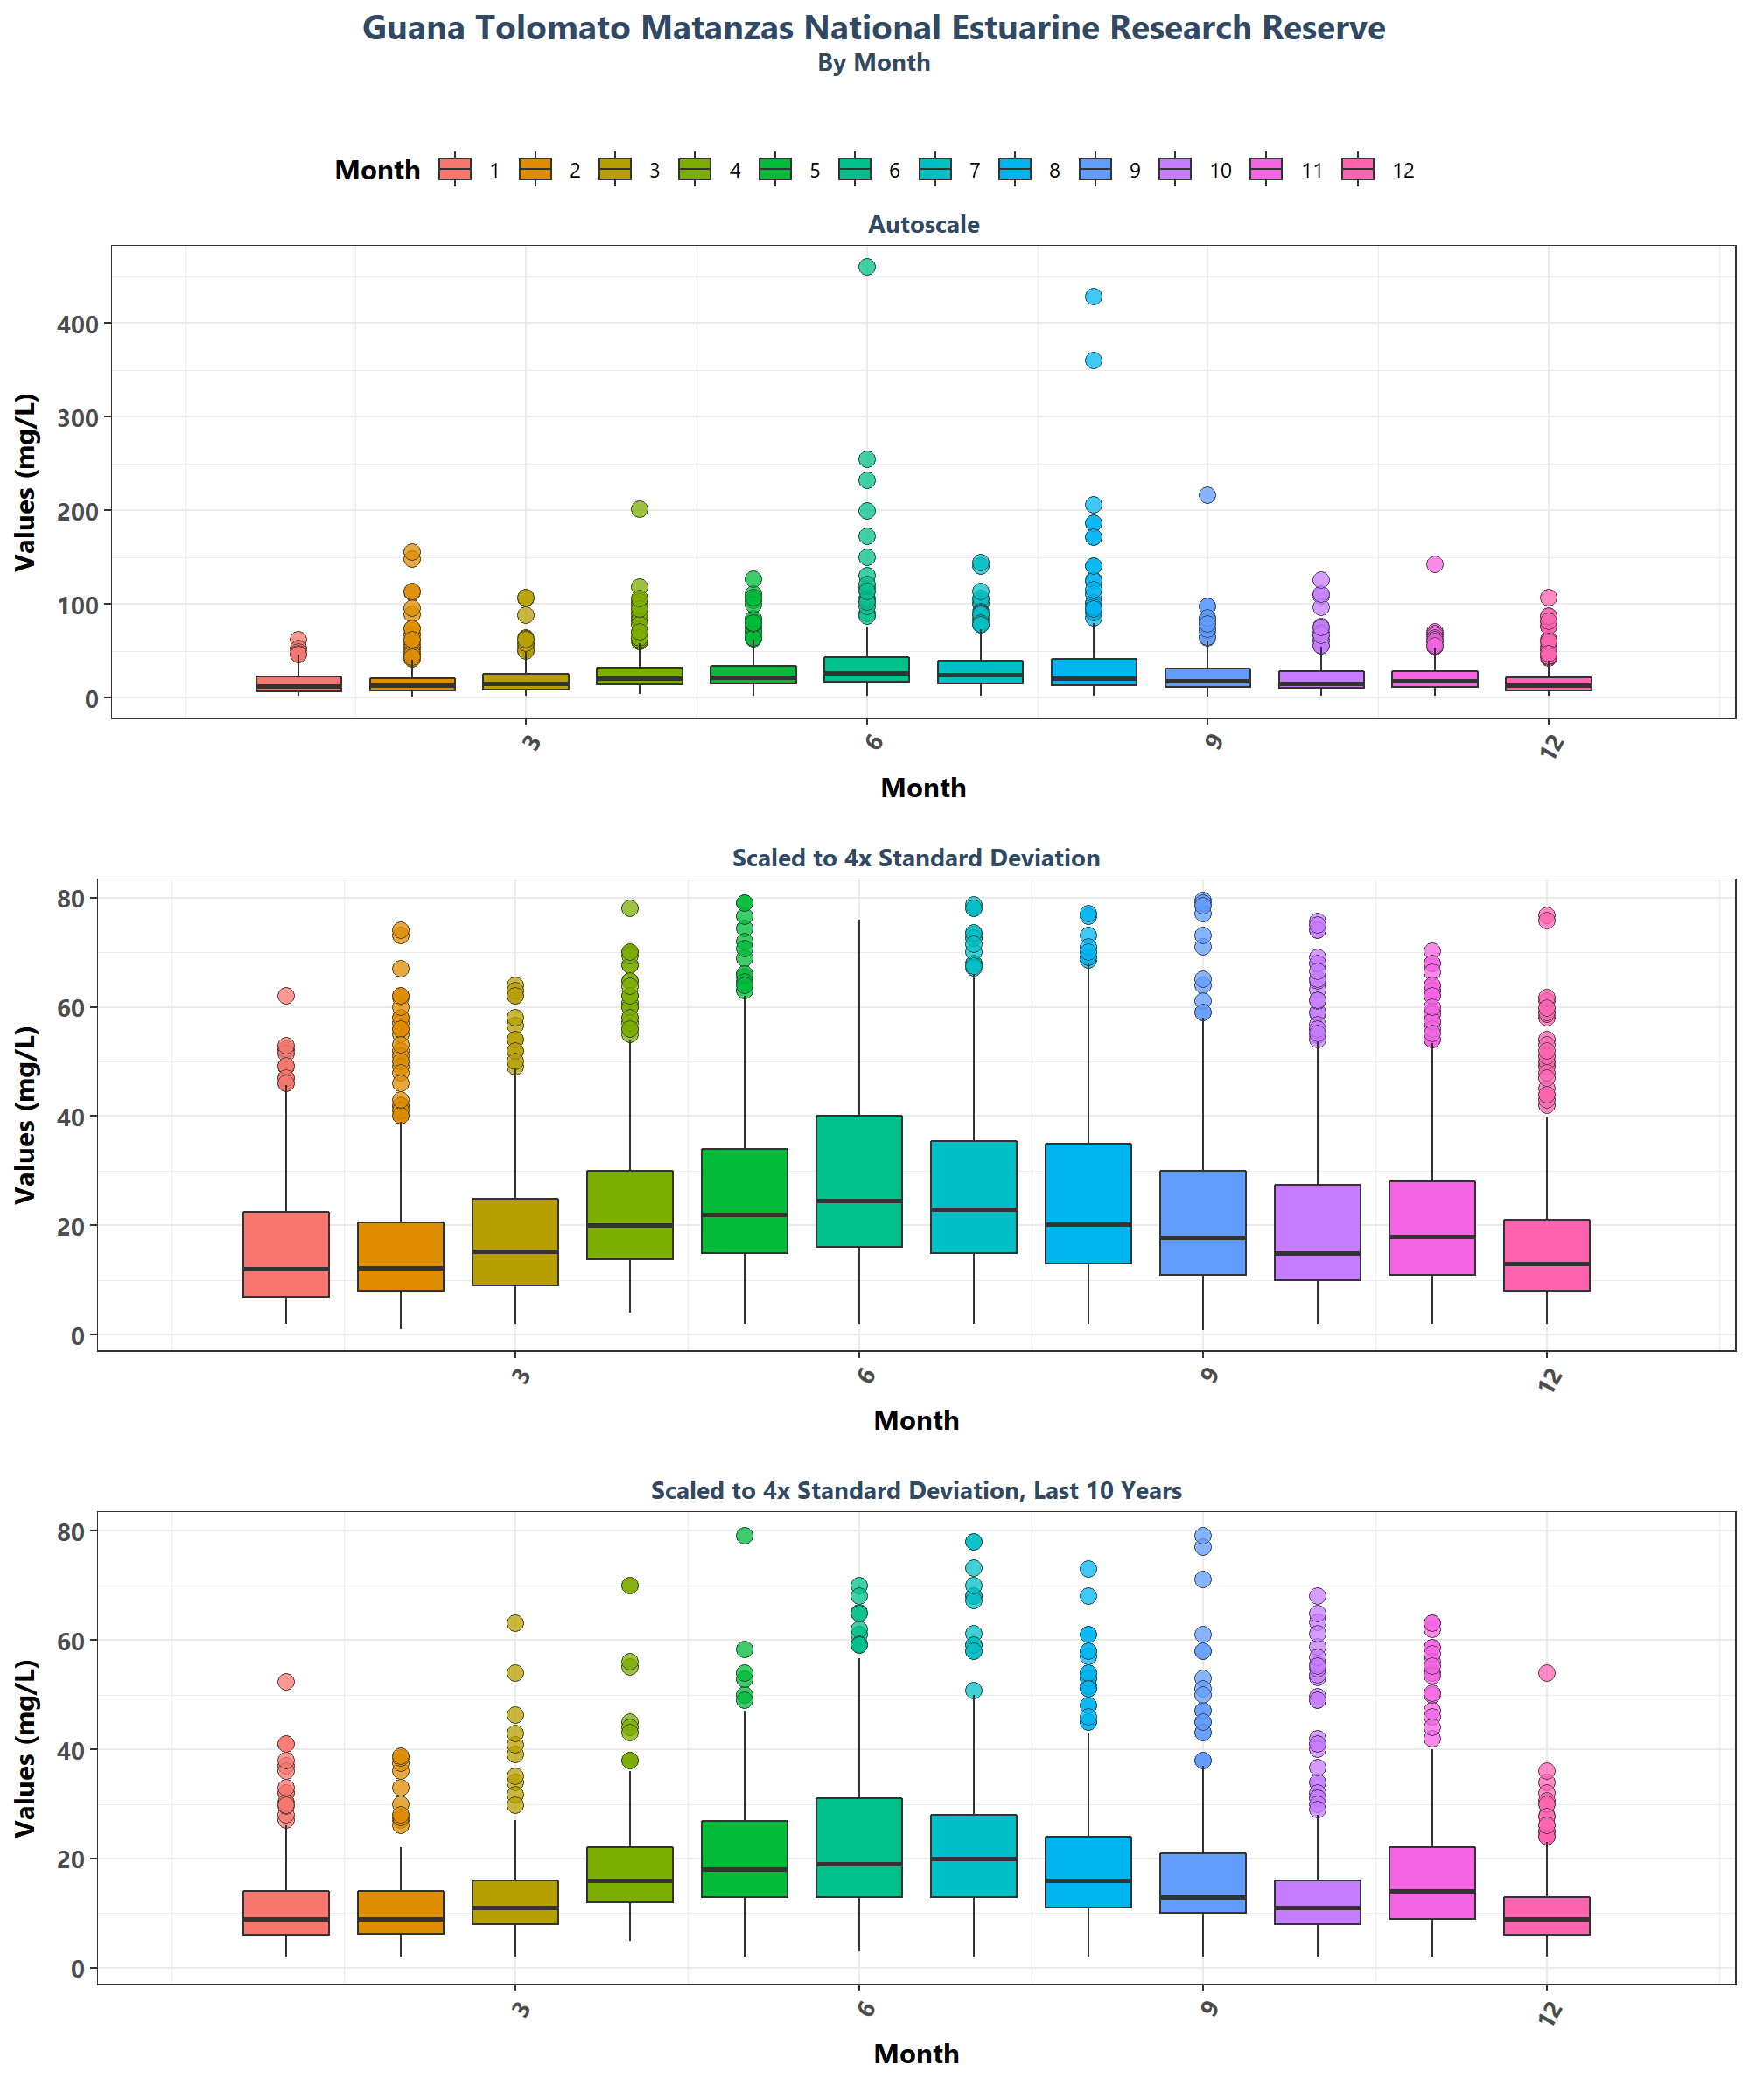 Guana Tolomato Matanzas National Estuarine Research Reserve
By Month
Month 1 2 3 4 5 6 7 8 9 10 11 12
Autoscale
Values (mg/L)
400
300
200
100
0
3 6 9 12
Month
Scaled to 4x Standard Deviation
Values (mg/L)
80
60
40
20
0
3 6 9 12
Month
Scaled to 4x Standard Deviation, Last 10 Years
Values (mg/L)
80
60
40
20
0
3 6 9 12
Month